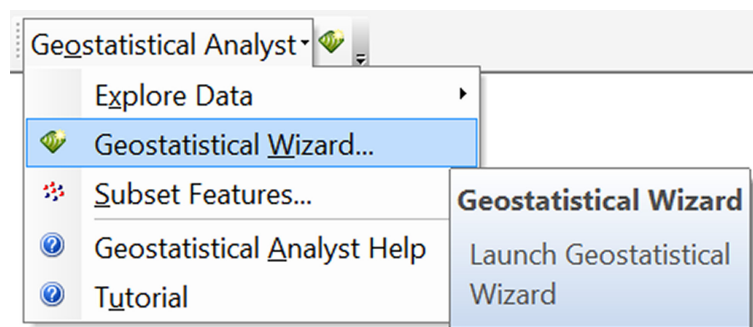 Geostatistical Analyst
Explore Data
Geostatistical Wizard...
Subset Features...
Geostatistical Analyst Help
Tutorial
Geostatistical Wizard
Launch Geostatistical
Wizard